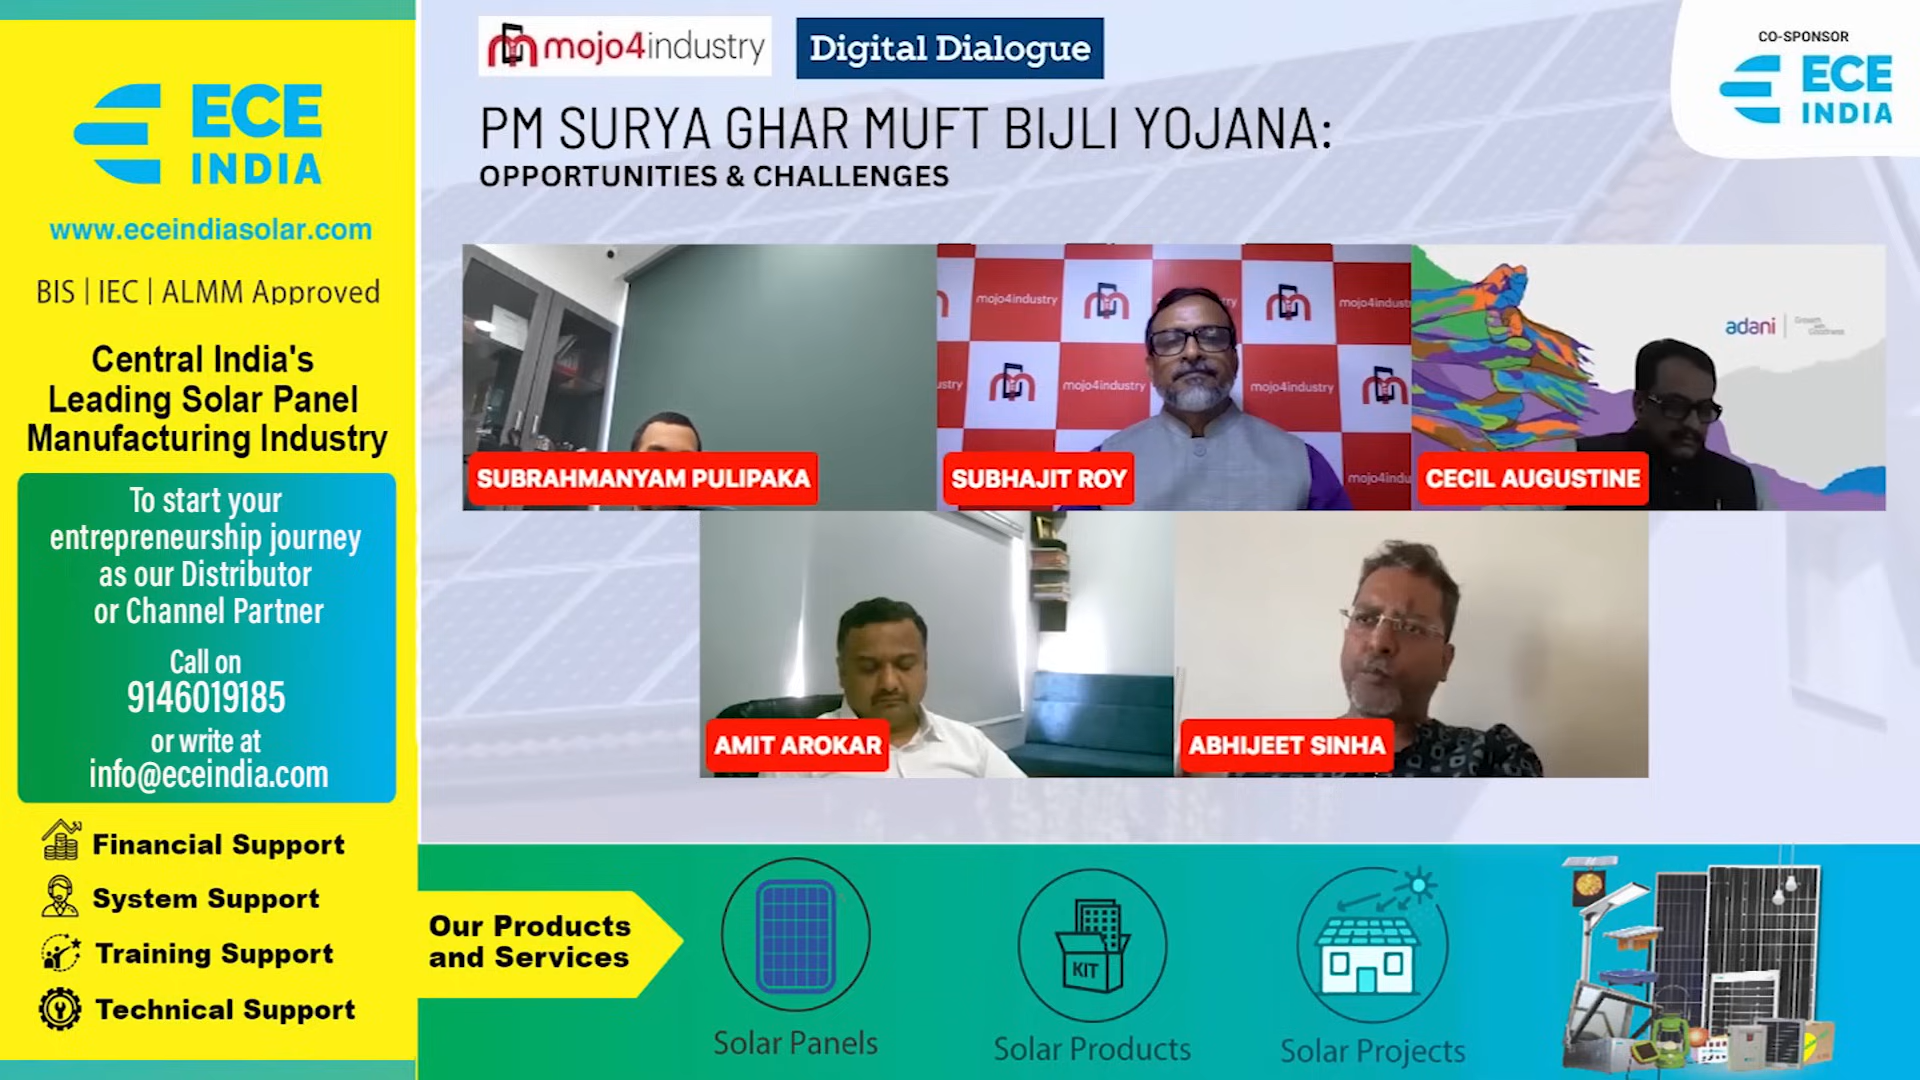 ECE
INDIA
www.eceindiasolar.com
BIS | IEC | ALMM Approved
Central India's
Leading Solar Panel
Manufacturing Industry
To start your
entrepreneurship journey
as our Distributor
or Channel Partner
Call on
9146019185
or write at
info@eceindia.com
Financial Support
System Support
Training Support
Technical Support
mojo4industry
Digital Dialogue
PM SURYA GHAR MUFT BIJLI YOJANA:
OPPORTUNITIES & CHALLENGES
CO-SPONSOR
ECE
INDIA
SUBRAHMANYAM PULIPAKA
mojo4industry
mojo4industry
mojo4industry
mojo4industry
SUBHAJIT ROY
adani
CECIL AUGUSTINE
AMIT AROKAR
ABHIJEET SINHA
Our Products
and Services
Solar Panels
KIT
Solar Products
Solar Projects